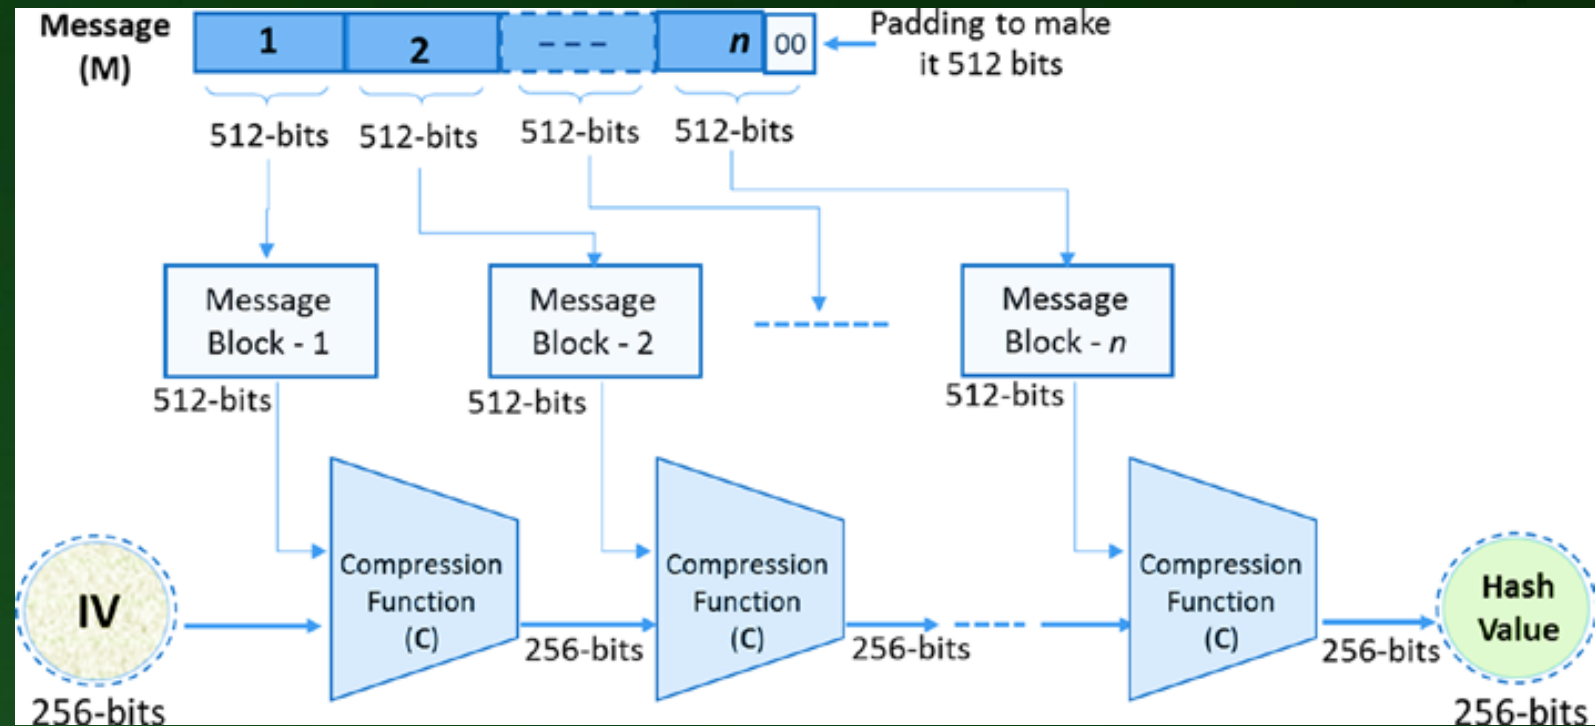 Message
(M)
1
2
---
n
00
Padding to make
it 512 bits
512-bits
512-bits
512-bits
512-bits
Message
Block - 1
Message
Block - 2
Message
Block - n
512-bits
512-bits
512-bits
IV
256-bits
Compression
Function
(C)
256-bits
Compression
Function
(C)
256-bits
Compression
Function
(C)
256-bits
Hash
Value
256-bits